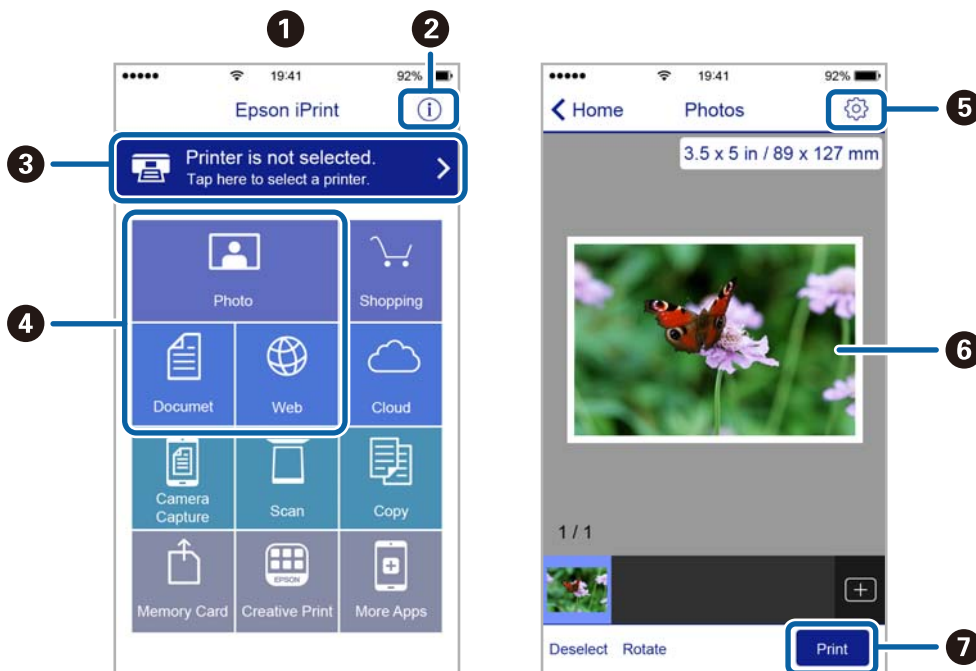 1
2
19:41
92%
Epson iPrint
3
Printer is not selected.
Tap here to select a printer.
4
Photo
Shopping
Documet
Web
Cloud
Camera
Capture
Scan
Copy
EPSON
Memory Card
Creative Print
More Apps
19:41
92%
5
Home
Photos
3.5 x 5 in / 89 x 127 mm
6
1 / 1
Deselect
Rotate
Print
7